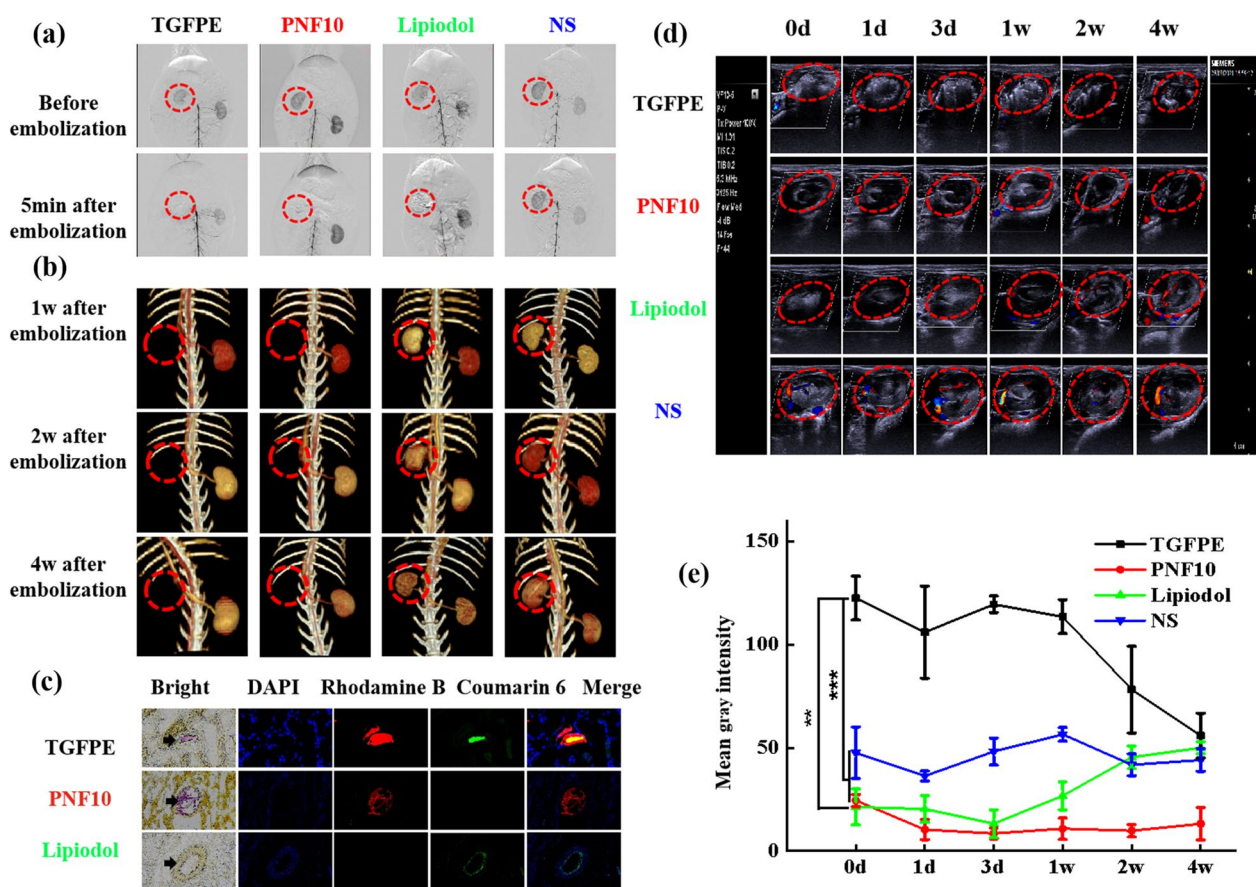 (a)
TGFPE PNF10 Lipiodol NS
Before
embolization
5min after
embolization
(b)
1w after
embolization
2w after
embolization
4w after
embolization
(c)
Bright DAPI Rhodamine B Coumarin 6 Merge
TGFPE
PNF10
Lipiodol
(d)
0d 1d 3d 1w 2w 4w
TGFPE
PNF10
Lipiodol
NS
SIEMENS
(e)
Mean gray intensity
150
100
50
0
TGFPE
PNF10
Lipiodol
NS
**
***
0d 1d 3d 1w 2w 4w